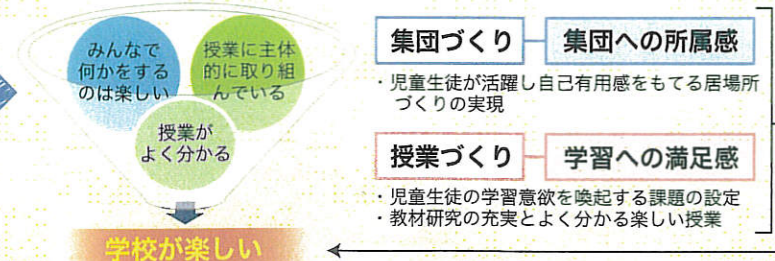 みんなで
何かをする
のは楽しい
授業に主体
的に取り組
んでいる
授業が
よく分かる
学校が楽しい
集団づくり 集団への所属感
・児童生徒が活躍し自己有用感をもてる居場所
づくりの実現
授業づくり 学習への満足感
・児童生徒の学習意欲を喚起する課題の設定
・教材研究の充実とよく分かる楽しい授業